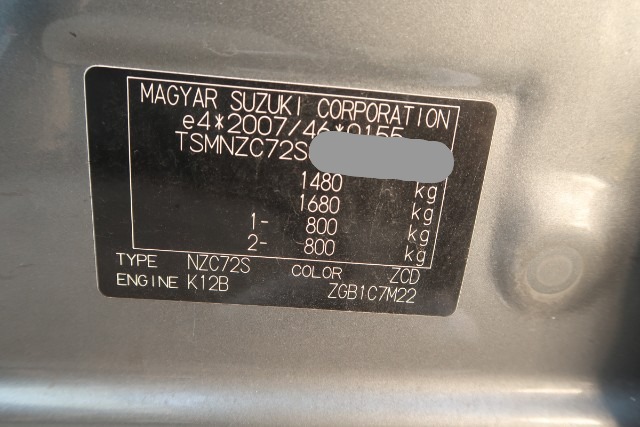 MAGYAR SUZUKI CORPORATION
e4*2007/46*0155
TSMNZC72S
1480 kg
1680 kg
1- 800 kg
2- 800 kg
TYPE NZC72S COLOR ZCD
ENGINE K12B ZGB1C7M22